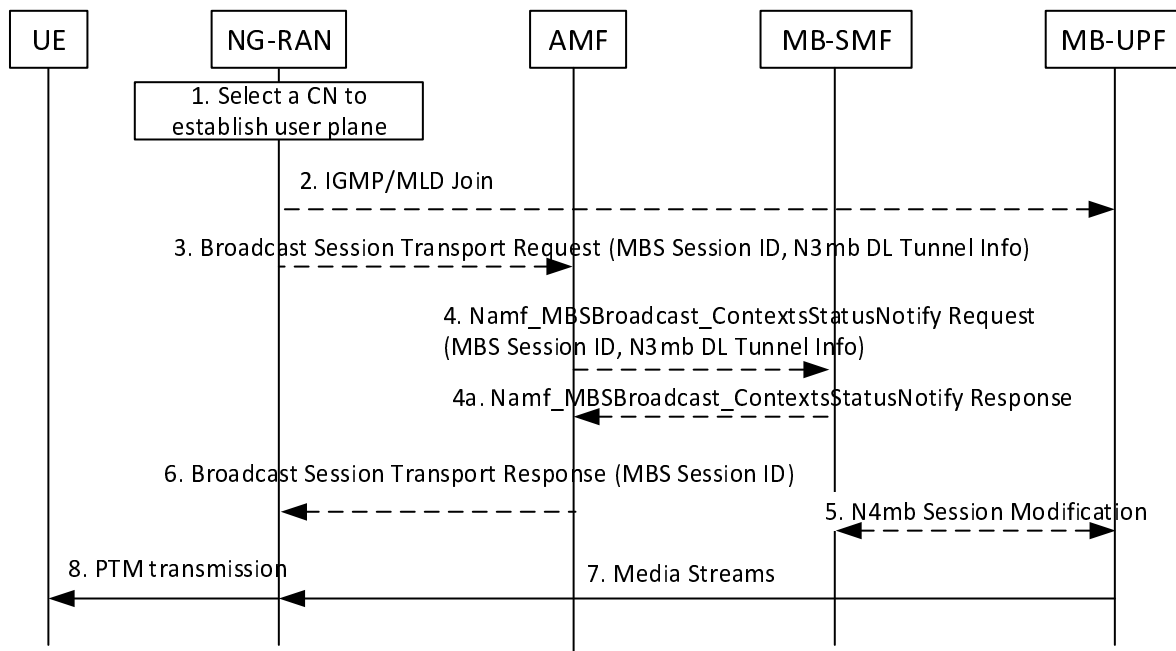 UE
NG-RAN
AMF
MB-SMF
MB-UPF
1. Select a CN to
establish user plane
2. IGMP/MLD Join
3. Broadcast Session Transport Request (MBS Session ID, N3mb DL Tunnel Info)
4. Namf_MBSBroadcast_ContextsStatusNotify Request
(MBS Session ID, N3mb DL Tunnel Info)
4a. Namf_MBSBroadcast_ContextsStatusNotify Response
6. Broadcast Session Transport Response (MBS Session ID)
5. N4mb Session Modification
8. PTM transmission
7. Media Streams